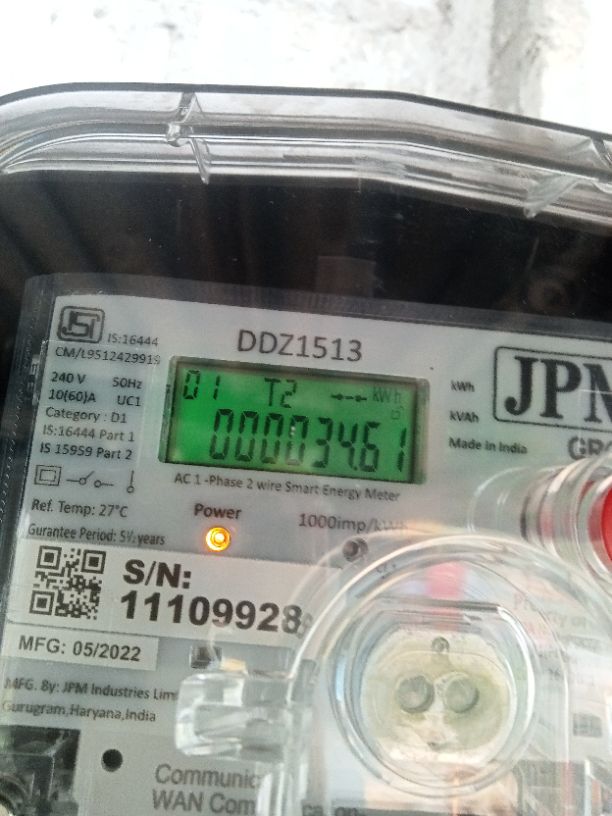 IS:16444
CM/L9512429919
DDZ1513
240 V 50Hz
10(60)A UC1
Category : D1
IS:16444 Part 1
IS 15959 Part 2
01 T2 kWh
00003461
kWh
kVAh
Made in India
JPM
AC 1 -Phase 2 wire Smart Energy Meter
Ref. Temp: 27°C
Gurantee Period: 5½ years
Power
1000imp/kWh
S/N:
11109928
MFG: 05/2022
MFG. By: JPM Industries Lim
Gurugram,Haryana,India
Communic
WAN Com